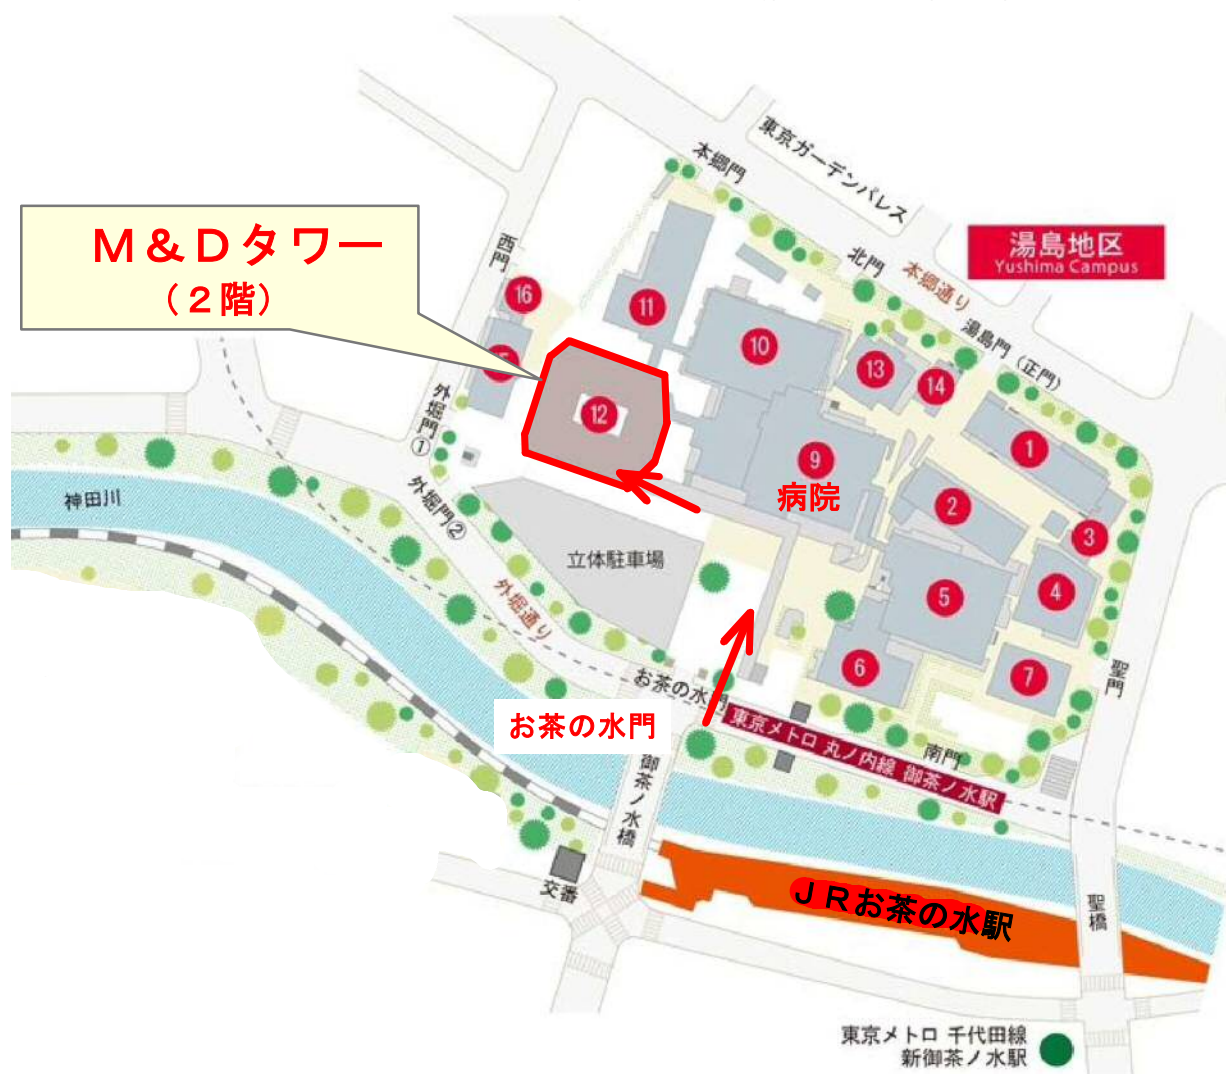 本郷門
東京ガーデンパレス
M＆Dタワー
（２階）
西門
北門
本郷通り
湯島地区
Yushima Campus
湯島門（正門）
16
11
10
13
14
12
外堀門①
1
9
病院
2
3
神田川
外堀門②
立体駐車場
5
4
外堀通り
6
7
聖門
お茶の水門
お茶の水門
東京メトロ 丸ノ内線 御茶ノ水駅
南門
御茶ノ水橋
交番
ＪＲお茶の水駅
聖橋
東京メトロ 千代田線
新御茶ノ水駅